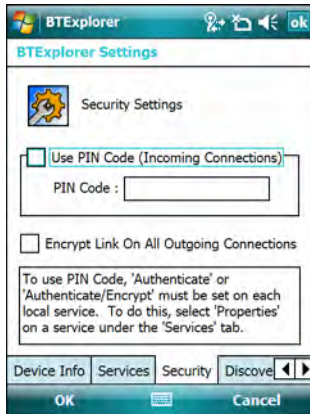 BTExplorer ok
BTExplorer Settings
Security Settings
Use PIN Code (Incoming Connections)
PIN Code :
Encrypt Link On All Outgoing Connections
To use PIN Code, 'Authenticate' or
'Authenticate/Encrypt' must be set on each
local service. To do this, select 'Properties'
on a service under the 'Services' tab.
Device Info Services Security Discove
OK Cancel